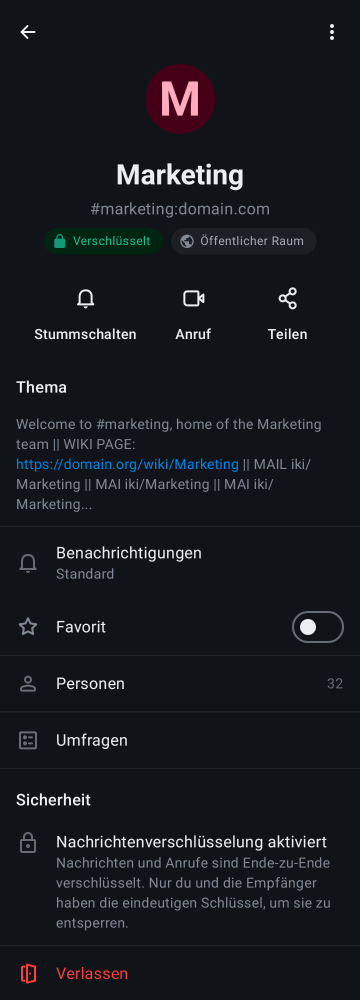 M
Marketing
#marketing:domain.com
Verschlüsselt
Öffentlicher Raum
Stummschalten
Anruf
Teilen
Thema
Welcome to #marketing, home of the Marketing
team || WIKI PAGE:
https://domain.org/wiki/Marketing || MAIL iki/
Marketing || MAI iki/Marketing || MAI iki/
Marketing...
Benachrichtigungen
Standard
Favorit
Personen
32
Umfragen
Sicherheit
Nachrichtenverschlüsselung aktiviert
Nachrichten und Anrufe sind Ende-zu-Ende
verschlüsselt. Nur du und die Empfänger
haben die eindeutigen Schlüssel, um sie zu
entsperren.
Verlassen